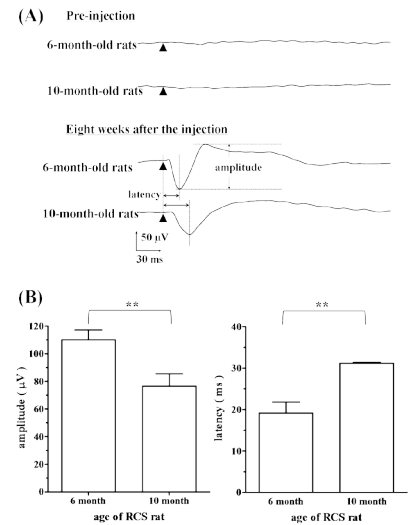 (A)
Pre-injection
6-month-old rats
10-month-old rats
Eight weeks after the injection
6-month-old rats
amplitude
latency
10-month-old rats
50 μV
30 ms
(B)
**
120
100
80
60
40
20
0
amplitude ( μV )
6 month
10 month
age of RCS rat
**
40
30
20
10
0
latency ( ms )
6 month
10 month
age of RCS rat